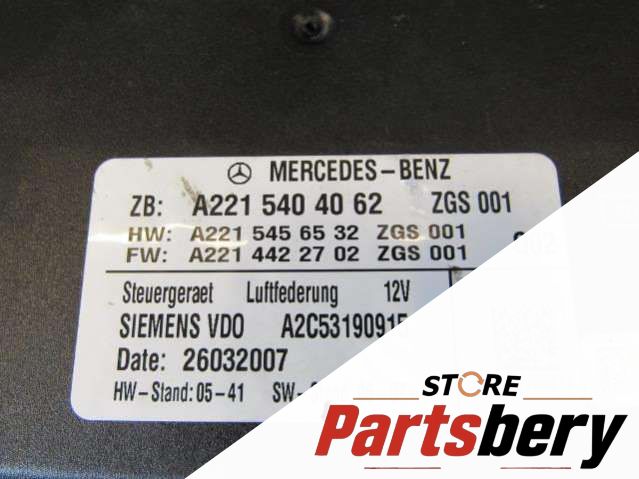 MERCEDES-BENZ
ZB: A221 540 40 62 ZGS 001
HW: A221 545 65 32 ZGS 001
FW: A221 442 27 02 ZGS 001
Steuergeraet Luftfederung 12V
SIEMENS VDO
Date: 26032007
HW-Stand: 05-41
STORE
Partsbery